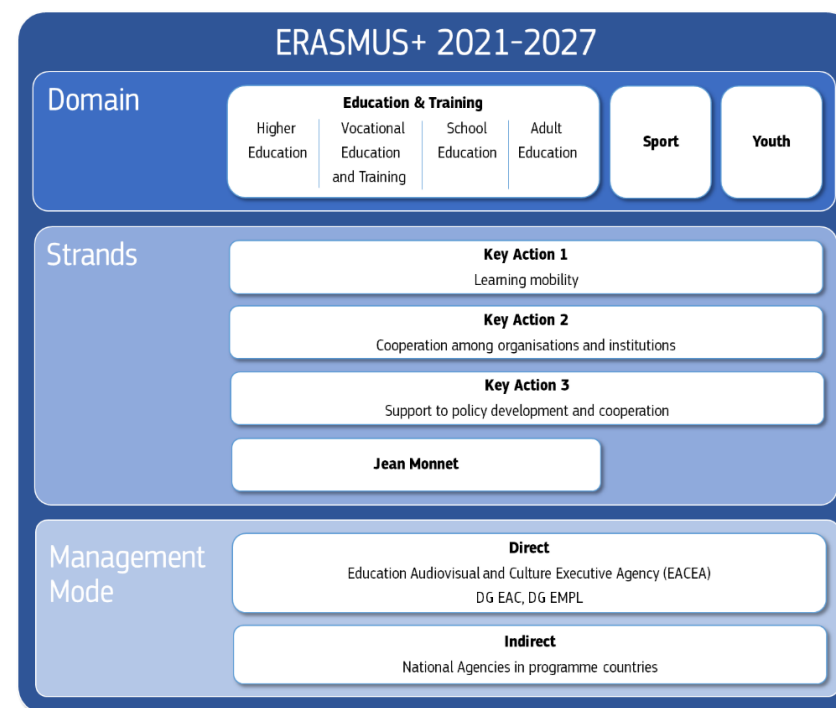 ERASMUS+ 2021-2027
Domain
Education & Training
Higher
Education
Vocational
Education
and Training
School
Education
Adult
Education
Sport
Youth
Strands
Key Action 1
Learning mobility
Key Action 2
Cooperation among organisations and institutions
Key Action 3
Support to policy development and cooperation
Jean Monnet
Management
Mode
Direct
Education Audiovisual and Culture Executive Agency (EACEA)
DG EAC, DG EMPL
Indirect
National Agencies in programme countries